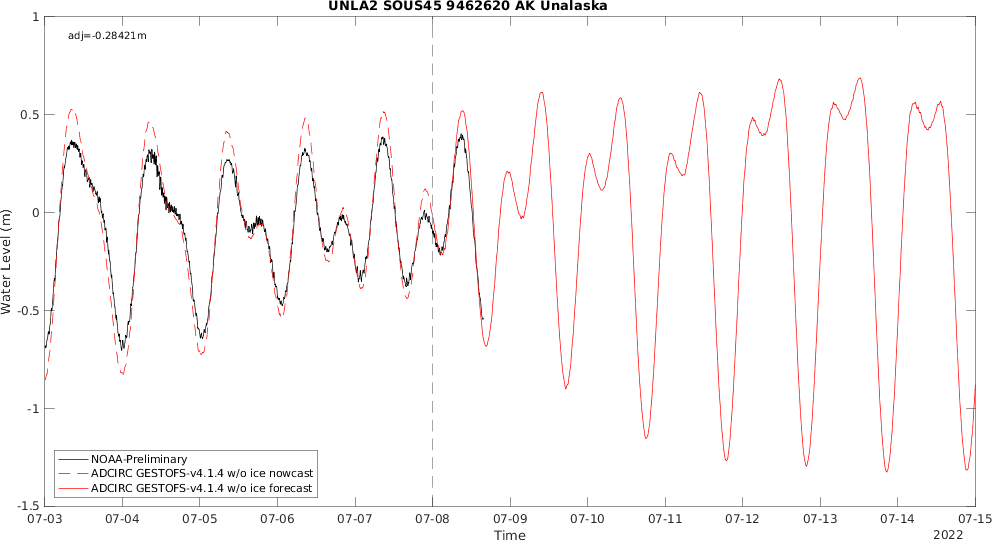 UNLA2 SOUS45 9462620 AK Unalaska
adj=-0.28421m
1
0.5
0
-0.5
-1
-1.5
Water Level (m)
NOAA-Preliminary
ADCIRC GESTOFS-v4.1.4 w/o ice nowcast
ADCIRC GESTOFS-v4.1.4 w/o ice forecast
07-03 07-04 07-05 07-06 07-07 07-08 07-09 07-10 07-11 07-12 07-13 07-14 07-15
Time
2022